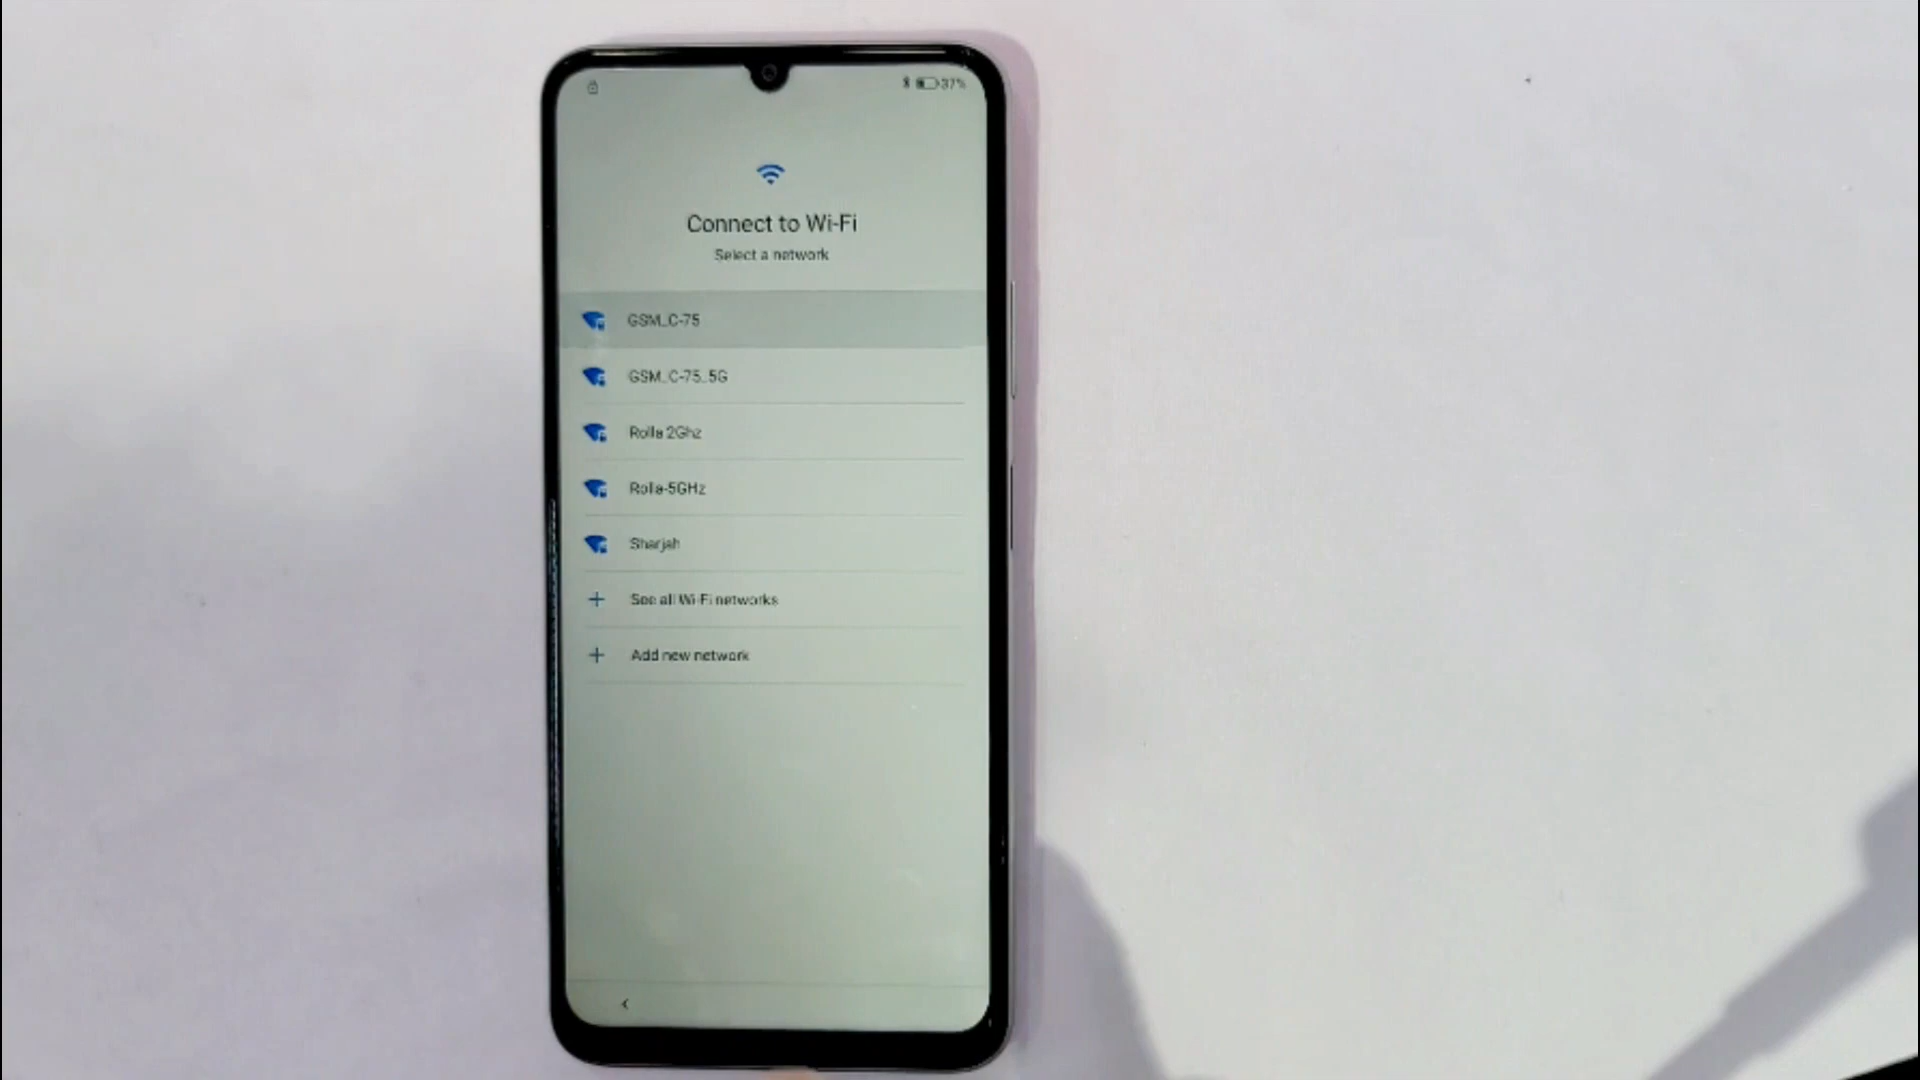 37%
Connect to Wi-Fi
Select a network
GSM_C-75
GSM_C-75_5G
Rolla 2Ghz
Rolla-5GHz
Sharjah
See all Wi-Fi networks
Add new network